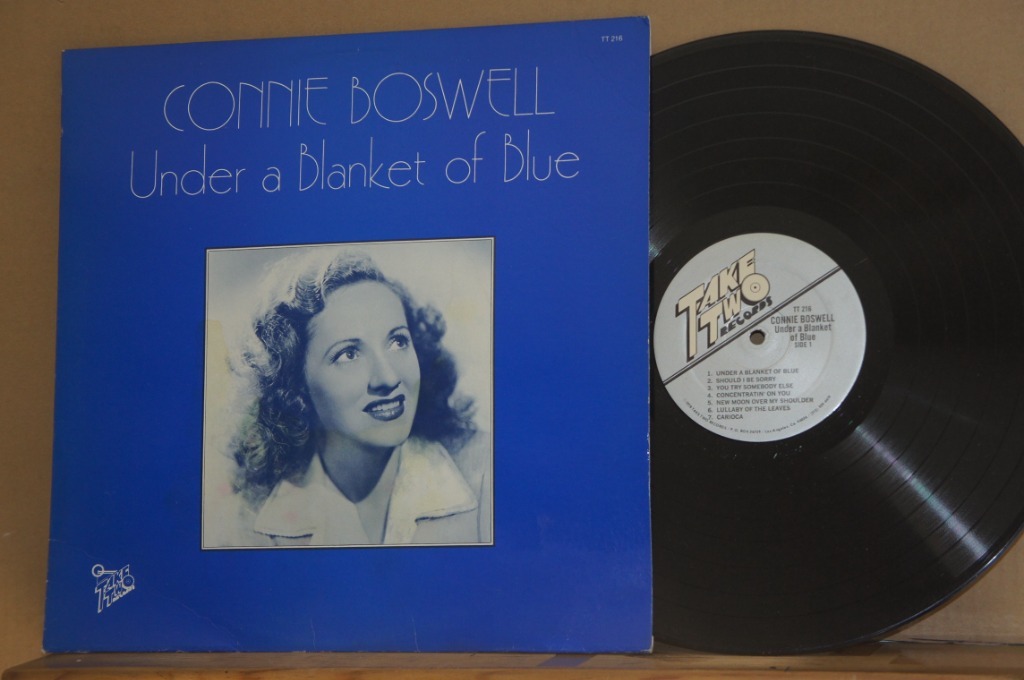 TT 216
CONNIE BOSWELL
Under a Blanket of Blue
TAKE
TWO
TAKE
TWO
RECORDS
TT 216
CONNIE BOSWELL
Under a Blanket
of Blue
SIDE 1
1. UNDER A BLANKET OF BLUE
2. SHOULD I BE SORRY
3. YOU TRY SOMEBODY ELSE
4. CONCENTRATIN' ON YOU
5. NEW MOON OVER MY SHOULDER
6. LULLABY OF THE LEAVES
7. CARIOCA